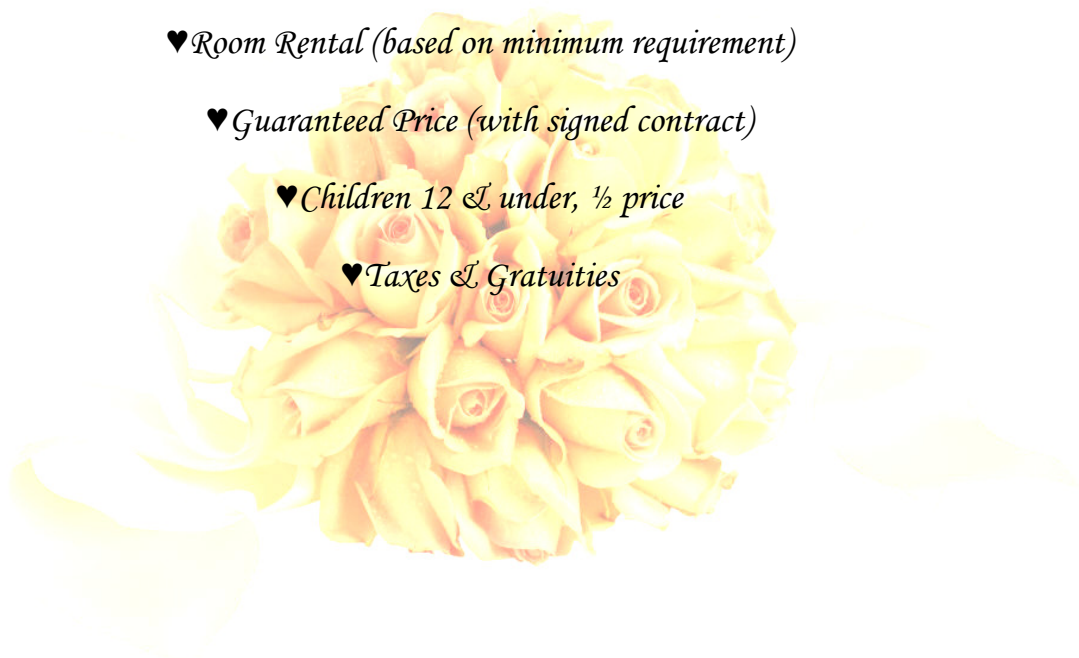 ♥Room Rental (based on minimum requirement)
♥Guaranteed Price (with signed contract)
♥Children 12 & under, ½ price
♥Taxes & Gratuities